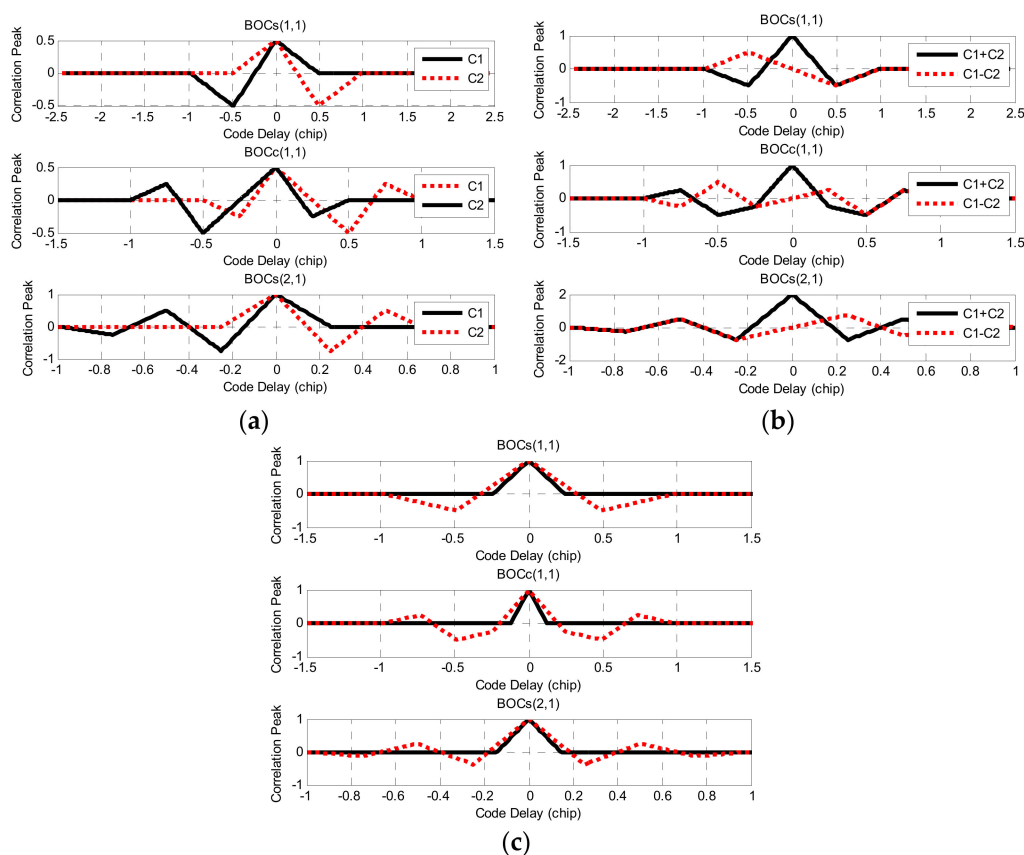 BOCs(1,1)
Correlation Peak
0.5
0
-0.5
C1
C2
-2.5 -2 -1.5 -1 -0.5 0 0.5 1 1.5 2 2.5
Code Delay (chip)
BOCc(1,1)
Correlation Peak
0.5
0
-0.5
C1
C2
-1.5 -1 -0.5 0 0.5 1 1.5
Code Delay (chip)
BOCs(2,1)
Correlation Peak
1
0
-1
C1
C2
-1 -0.8 -0.6 -0.4 -0.2 0 0.2 0.4 0.6 0.8 1
Code Delay (chip)
(a)
BOCs(1,1)
Correlation Peak
1
0
-1
C1+C2
C1-C2
-2.5 -2 -1.5 -1 -0.5 0 0.5 1 1.5 2 2.5
Code Delay (chip)
BOCc(1,1)
Correlation Peak
1
0
-1
C1+C2
C1-C2
-1.5 -1 -0.5 0 0.5 1 1.5
Code Delay (chip)
BOCs(2,1)
Correlation Peak
2
0
-2
C1+C2
C1-C2
-1 -0.8 -0.6 -0.4 -0.2 0 0.2 0.4 0.6 0.8 1
Code Delay (chip)
(b)
BOCs(1,1)
Correlation Peak
1
0
-1
-1.5 -1 -0.5 0 0.5 1 1.5
Code Delay (chip)
BOCc(1,1)
Correlation Peak
1
0
-1
-1.5 -1 -0.5 0 0.5 1 1.5
Code Delay (chip)
BOCs(2,1)
Correlation Peak
1
0
-1
-1 -0.8 -0.6 -0.4 -0.2 0 0.2 0.4 0.6 0.8 1
Code Delay (chip)
(c)